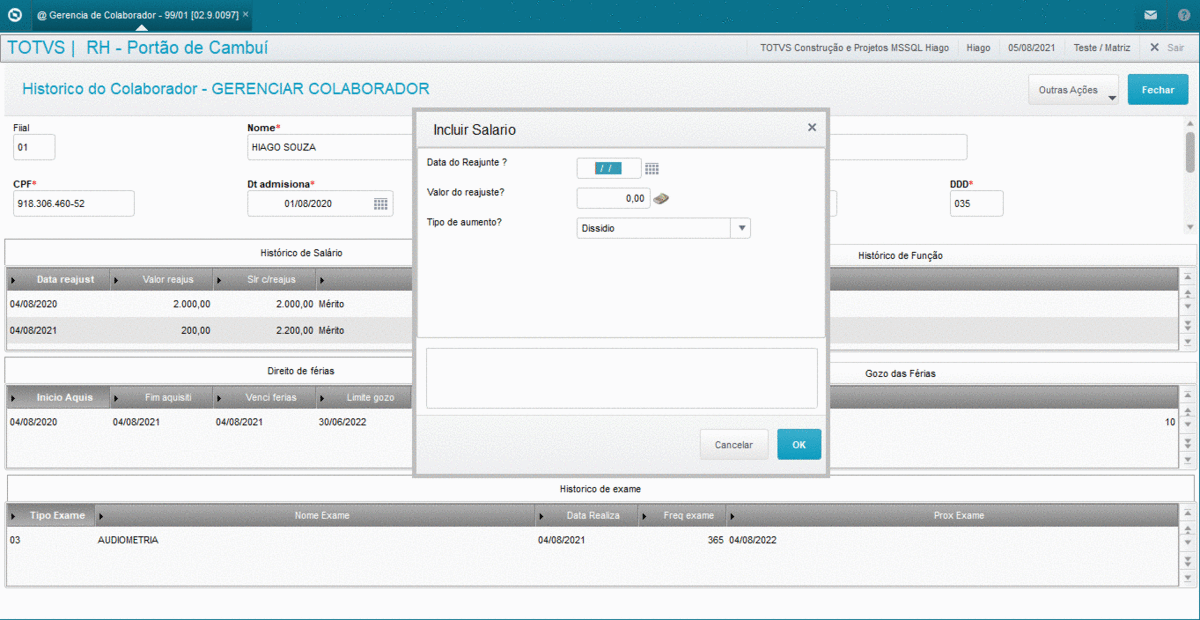 @ Gerencia de Colaborador - 99/01 [02.9.0097] ×
TOTVS | RH - Portão de Cambuí
TOTVS Construção e Projetos MSSQL Hiago Hiago 05/08/2021 Teste / Matriz ✕ Sair
Historico do Colaborador - GERENCIAR COLABORADOR
Outras Ações
Fechar
Fiial
Nome*
01
HIAGO SOUZA
CPF*
Dt admisiona*
DDD*
918.306.460-52
01/08/2020
035
Incluir Salario
Data do Reajunte ?
/ /
Valor do reajuste?
0,00
Tipo de aumento?
Dissidio
Cancelar
OK
Histórico de Salário
Histórico de Função
Data reajust Valor reajus Slr c/reajus
04/08/2020 2.000,00 2.000,00 Mérito
04/08/2021 200,00 2.200,00 Mérito
Direito de férias
Gozo das Férias
Inicio Aquis Fim aquisiti Venci ferias Limite gozo
04/08/2020 04/08/2021 04/08/2021 30/06/2022
10
Historico de exame
Tipo Exame Nome Exame Data Realiza Freq exame Prox Exame
03 AUDIOMETRIA 04/08/2021 365 04/08/2022